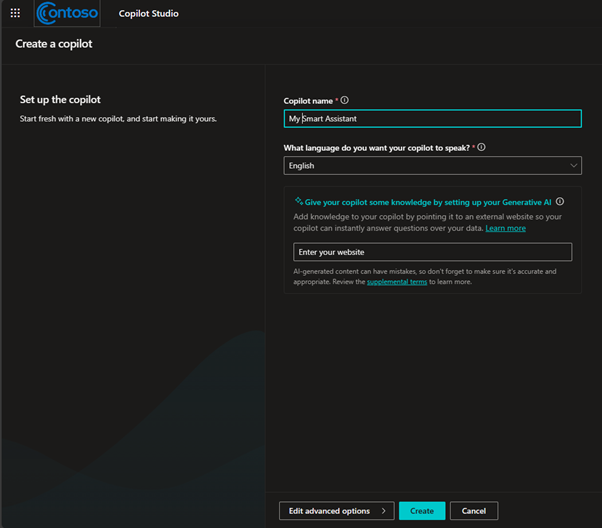 Contoso
Copilot Studio
Create a copilot
Set up the copilot
Start fresh with a new copilot, and start making it yours.
Copilot name *
My Smart Assistant
What language do you want your copilot to speak? *
English
Give your copilot some knowledge by setting up your Generative AI
Add knowledge to your copilot by pointing it to an external website so your
copilot can instantly answer questions over your data. Learn more
Enter your website
AI-generated content can have mistakes, so don't forget to make sure it's accurate and
appropriate. Review the supplemental terms to learn more.
Edit advanced options
Create
Cancel